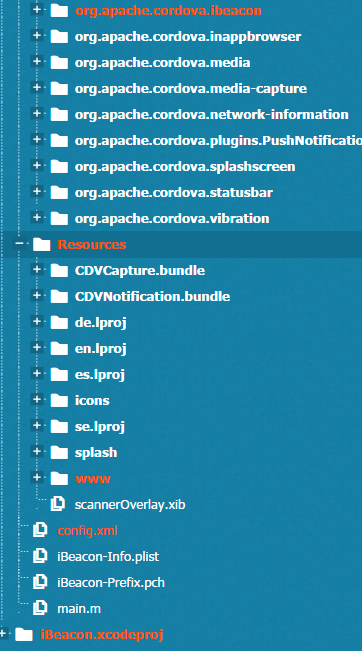 org.apache.cordova.ibeacon
org.apache.cordova.inappbrowser
org.apache.cordova.media
org.apache.cordova.media-capture
org.apache.cordova.network-information
org.apache.cordova.plugins.PushNotificatio
org.apache.cordova.splashscreen
org.apache.cordova.statusbar
org.apache.cordova.vibration
Resources
CDVCapture.bundle
CDVNotification.bundle
de.lproj
en.lproj
es.lproj
icons
se.lproj
splash
www
scannerOverlay.xib
config.xml
iBeacon-Info.plist
iBeacon-Prefix.pch
main.m
iBeacon.xcodeproj